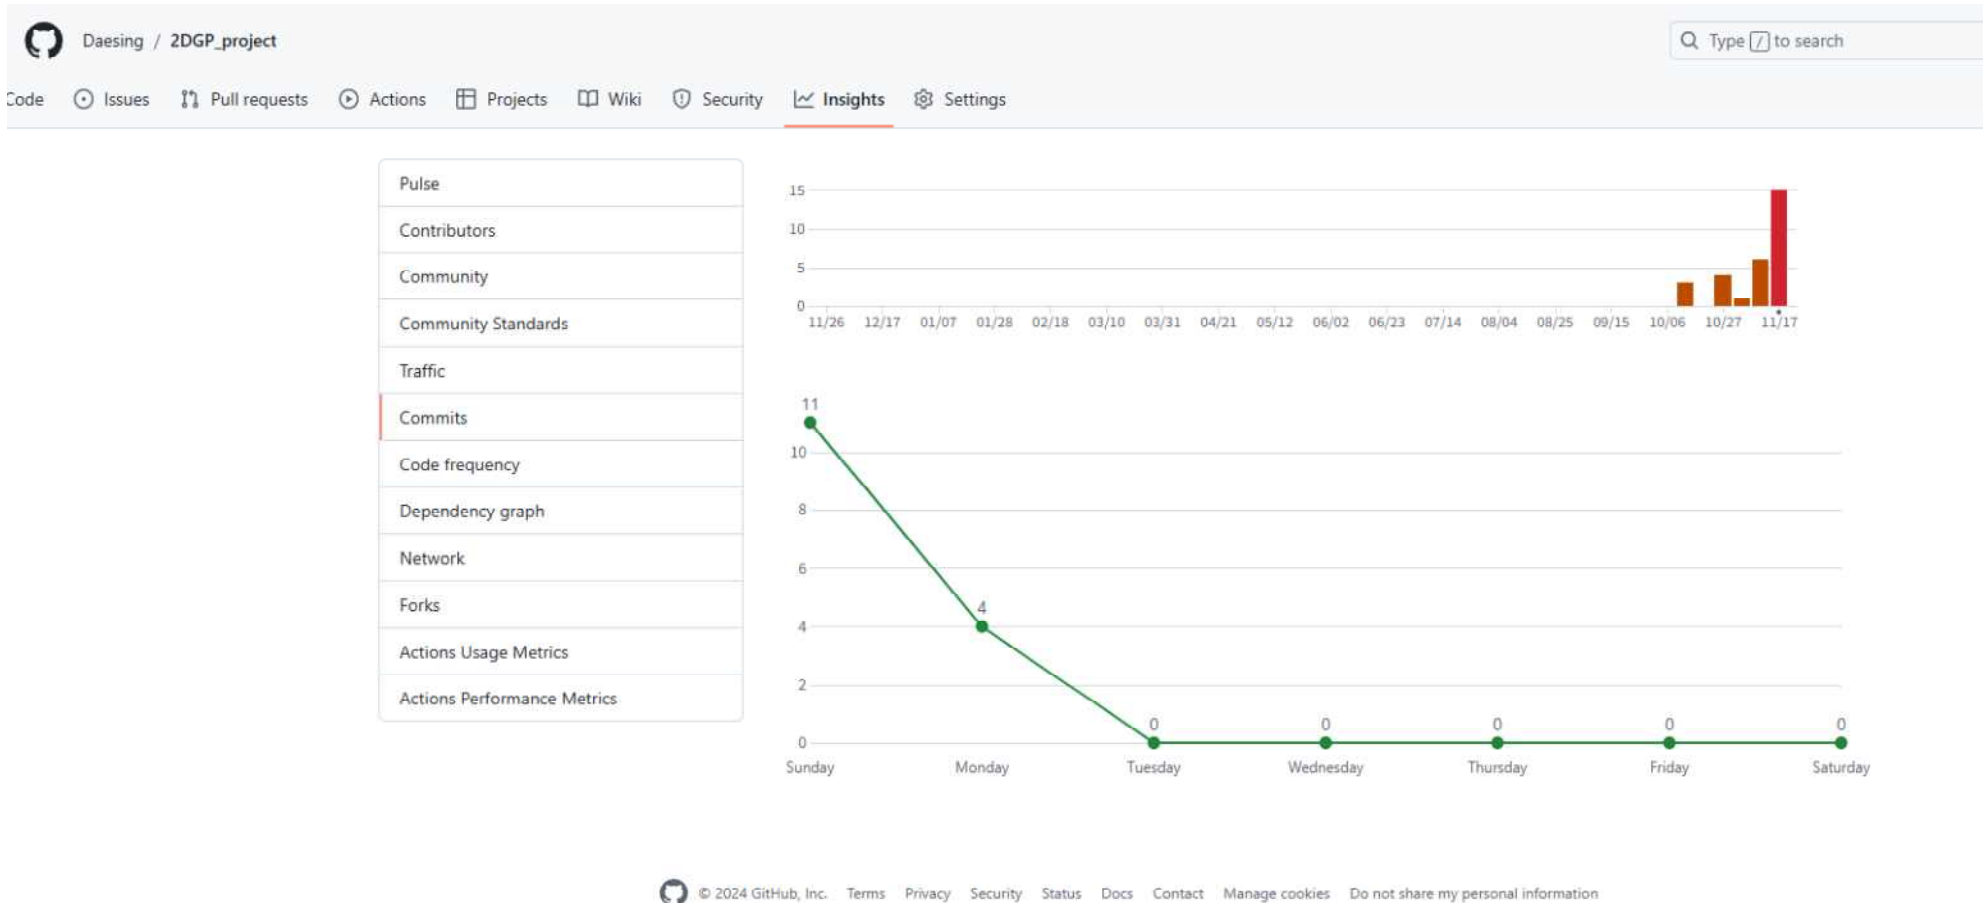 Daesing / 2DGP_project
Type / to search
Code Issues Pull requests Actions Projects Wiki Security Insights Settings
Pulse
Contributors
Community
Community Standards
Traffic
Commits
Code frequency
Dependency graph
Network
Forks
Actions Usage Metrics
Actions Performance Metrics
15
10
5
0
11/26 12/17 01/07 01/28 02/18 03/10 03/31 04/21 05/12 06/02 06/23 07/14 08/04 08/25 09/15 10/06 10/27 11/17
11
10
8
6
4
4
2
0 0 0 0 0
0
Sunday Monday Tuesday Wednesday Thursday Friday Saturday
© 2024 GitHub, Inc. Terms Privacy Security Status Docs Contact Manage cookies Do not share my personal information